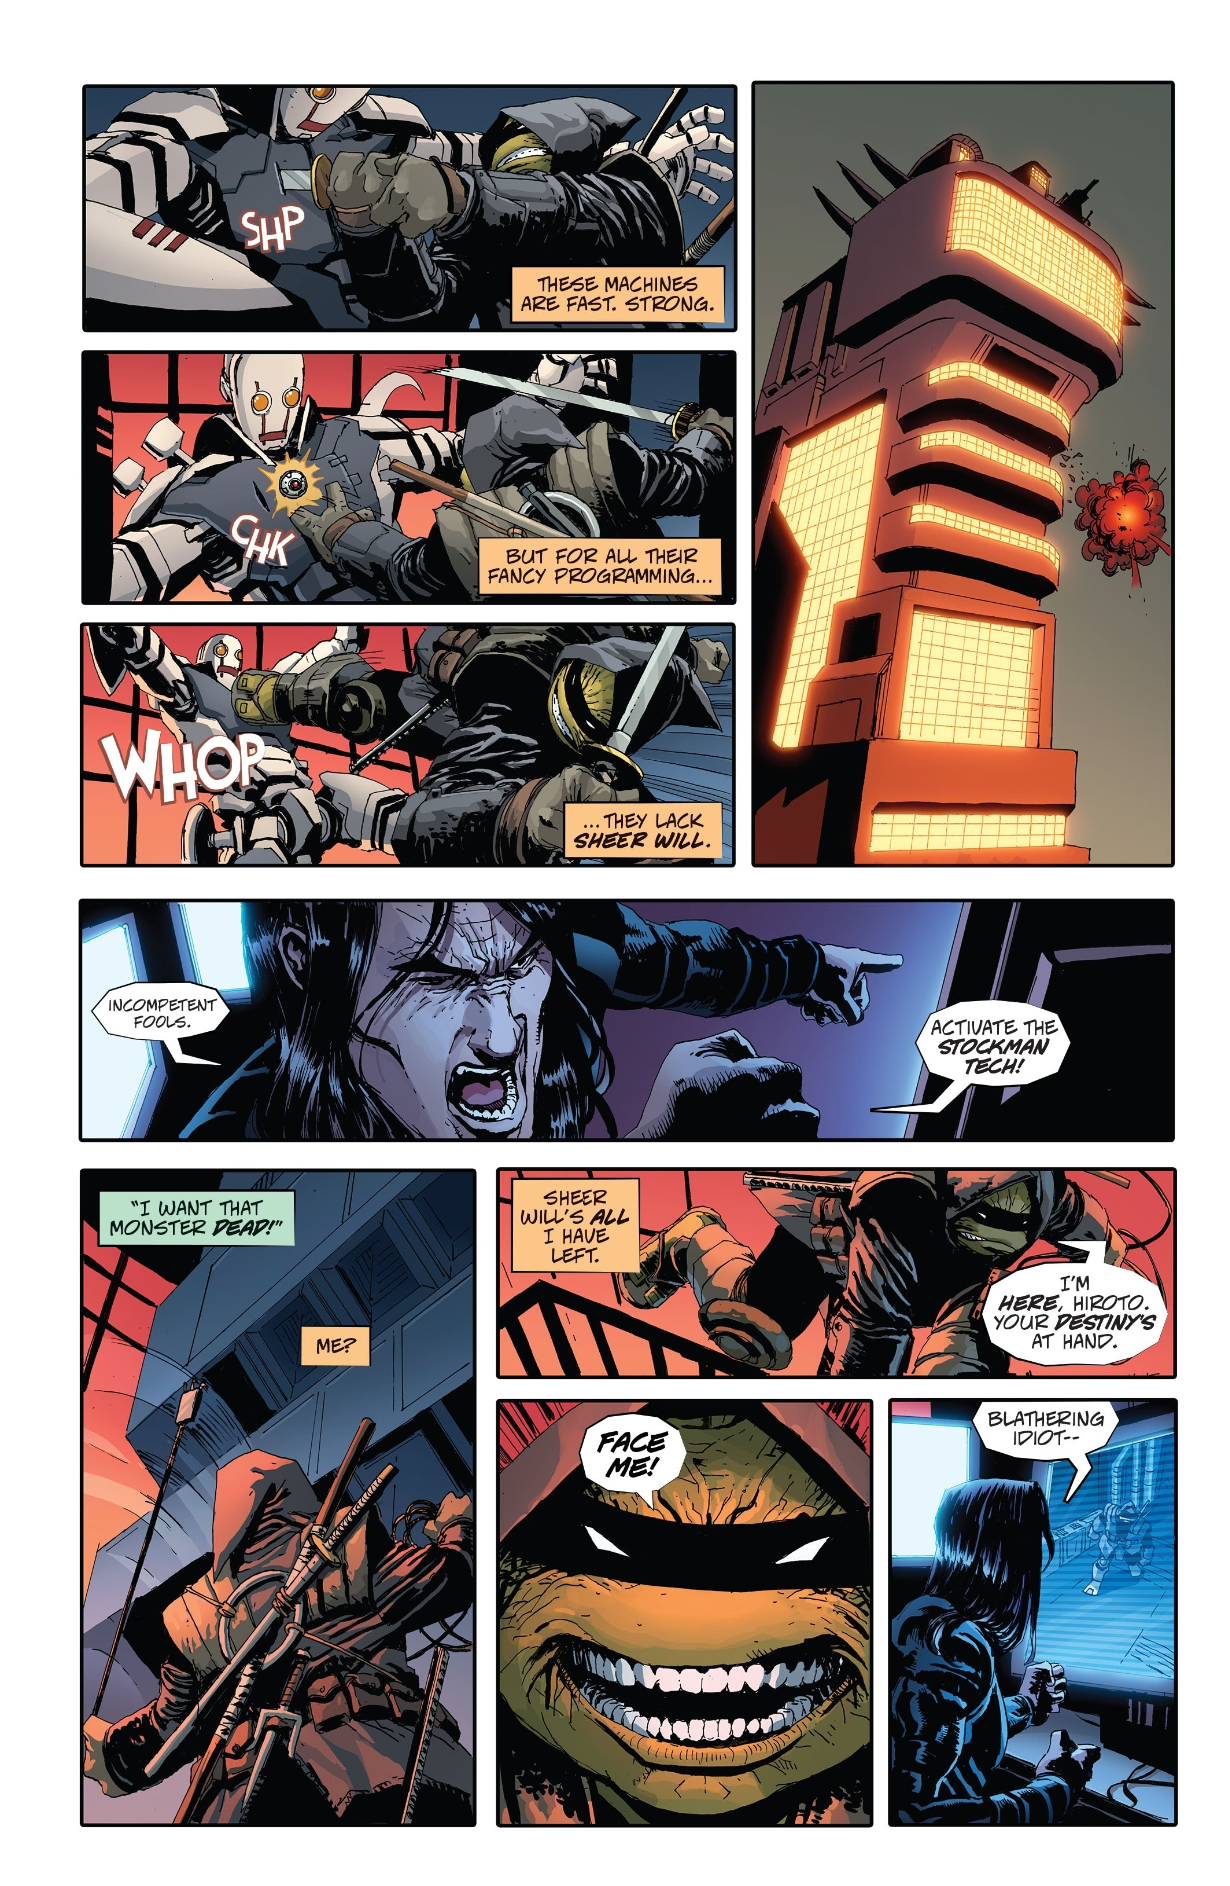 SHP
THESE MACHINES
ARE FAST. STRONG.
CHK
BUT FOR ALL THEIR
FANCY PROGRAMMING...
WHOP
...THEY LACK
SHEER WILL.
INCOMPETENT
FOOLS.
ACTIVATE THE
STOCKMAN
TECH!
"I WANT THAT
MONSTER DEAD!"
ME?
SHEER
WILL'S ALL
I HAVE
LEFT.
I'M
HERE, HIROTO.
YOUR DESTINY'S
AT HAND.
FACE
ME!
BLATHERING
IDIOT--